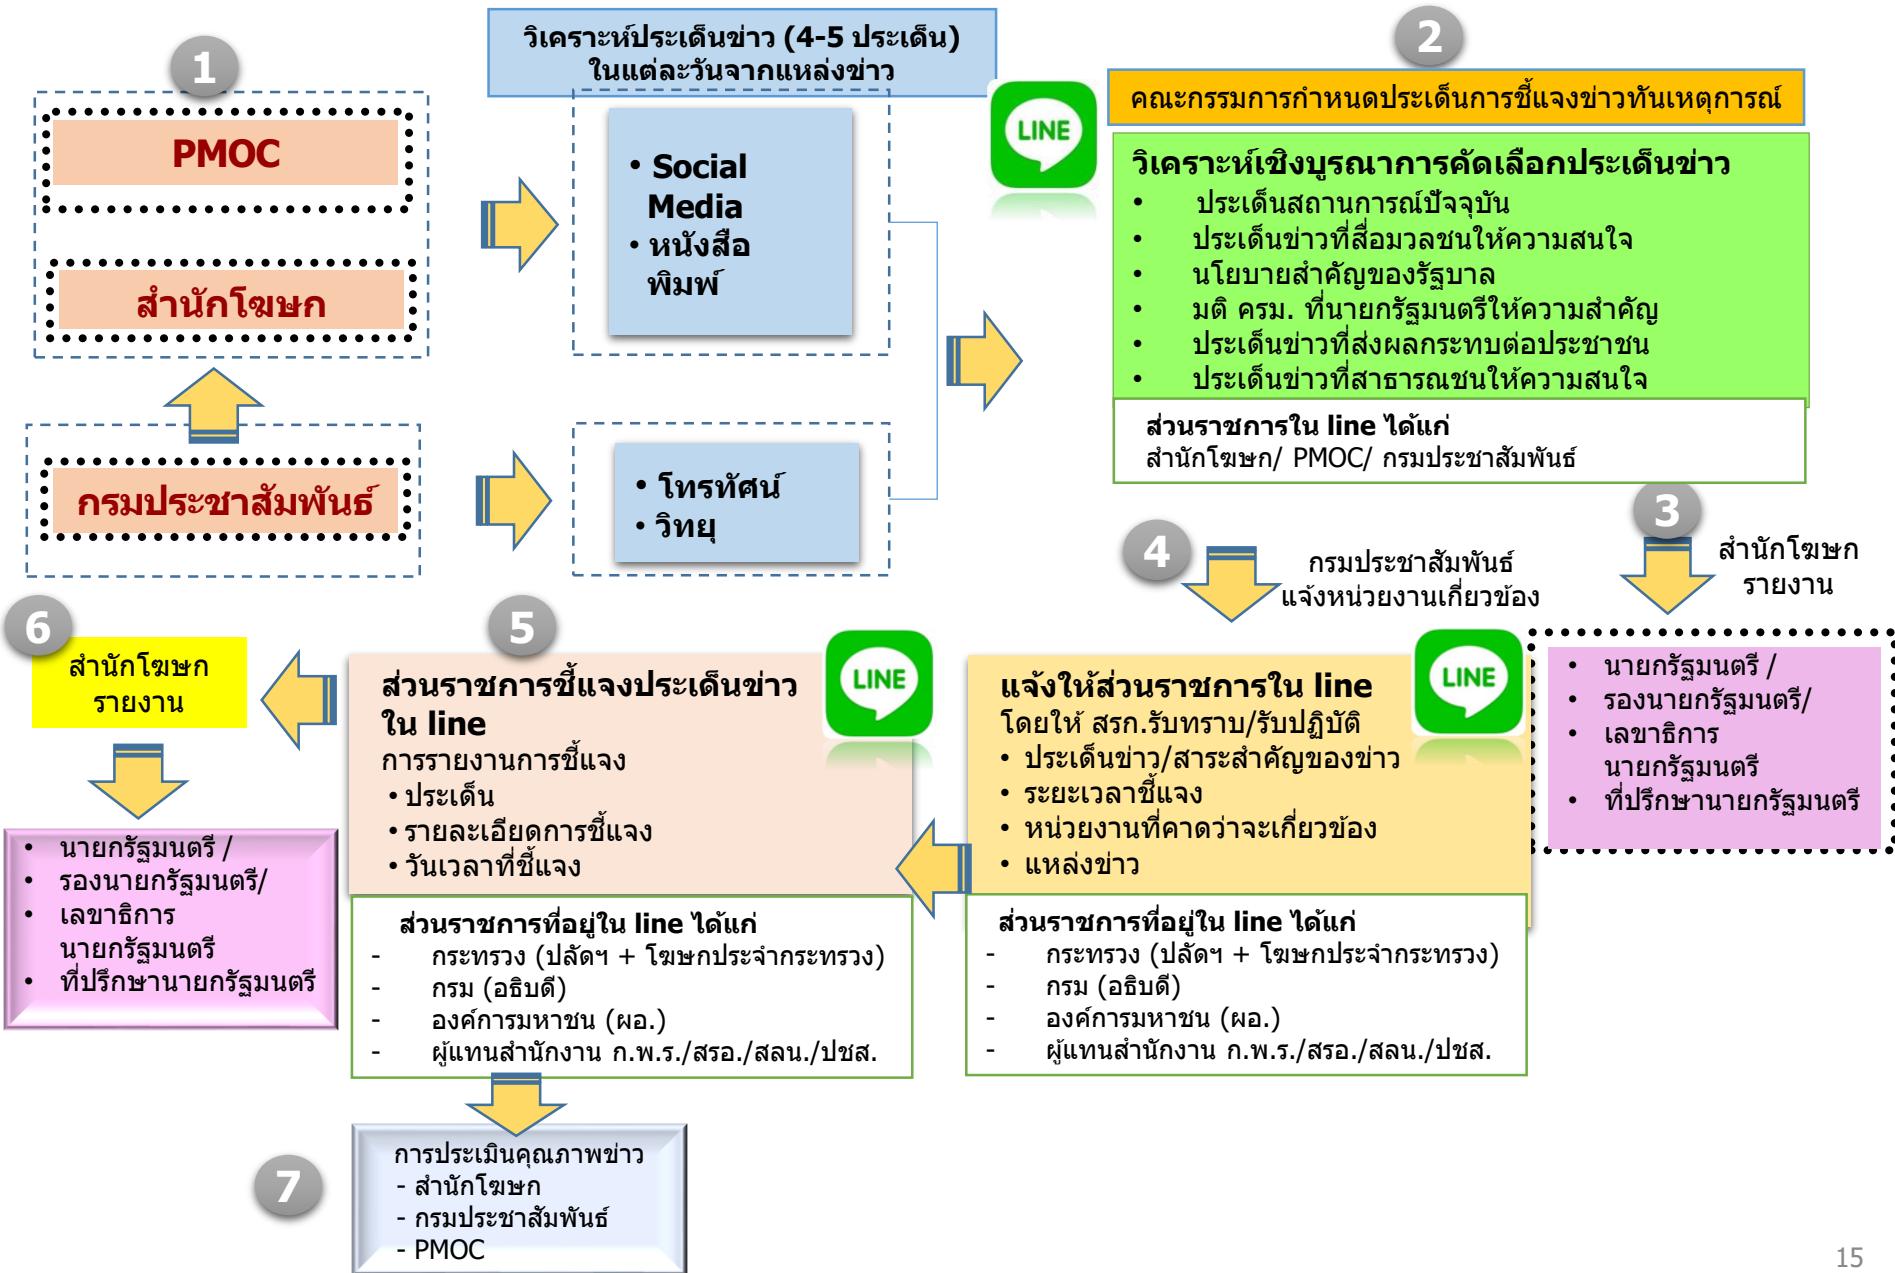 1
PMOC
สำนักโฆษก
กรมประชาสัมพันธ์
วิเคราะห์ประเด็นข่าว (4-5 ประเด็น)
ในแต่ละวันจากแหล่งข่าว
• Social
Media
• หนังสือ
พิมพ์
• โทรทัศน์
• วิทยุ
LINE
2
คณะกรรมการกำหนดประเด็นการชี้แจงข่าวทันเหตุการณ์
วิเคราะห์เชิงบูรณาการคัดเลือกประเด็นข่าว
• ประเด็นสถานการณ์ปัจจุบัน
• ประเด็นข่าวที่สื่อมวลชนให้ความสนใจ
• นโยบายสำคัญของรัฐบาล
• มติ ครม. ที่นายกรัฐมนตรีให้ความสำคัญ
• ประเด็นข่าวที่ส่งผลกระทบต่อประชาชน
• ประเด็นข่าวที่สาธารณชนให้ความสนใจ
ส่วนราชการใน line ได้แก่
สำนักโฆษก/ PMOC/ กรมประชาสัมพันธ์
3
สำนักโฆษก
รายงาน
• นายกรัฐมนตรี /
• รองนายกรัฐมนตรี/
• เลขาธิการ
นายกรัฐมนตรี
• ที่ปรึกษานายกรัฐมนตรี
4
กรมประชาสัมพันธ์
แจ้งหน่วยงานเกี่ยวข้อง
LINE
แจ้งให้ส่วนราชการใน line
โดยให้ สรก.รับทราบ/รับปฏิบัติ
• ประเด็นข่าว/สาระสำคัญของข่าว
• ระยะเวลาชี้แจง
• หน่วยงานที่คาดว่าจะเกี่ยวข้อง
• แหล่งข่าว
ส่วนราชการที่อยู่ใน line ได้แก่
- กระทรวง (ปลัดฯ + โฆษกประจำกระทรวง)
- กรม (อธิบดี)
- องค์การมหาชน (ผอ.)
- ผู้แทนสำนักงาน ก.พ.ร./สรอ./สลน./ปชส.
5
LINE
ส่วนราชการชี้แจงประเด็นข่าว
ใน line
การรายงานการชี้แจง
• ประเด็น
• รายละเอียดการชี้แจง
• วันเวลาที่ชี้แจง
ส่วนราชการที่อยู่ใน line ได้แก่
- กระทรวง (ปลัดฯ + โฆษกประจำกระทรวง)
- กรม (อธิบดี)
- องค์การมหาชน (ผอ.)
- ผู้แทนสำนักงาน ก.พ.ร./สรอ./สลน./ปชส.
6
สำนักโฆษก
รายงาน
• นายกรัฐมนตรี /
• รองนายกรัฐมนตรี/
• เลขาธิการ
นายกรัฐมนตรี
• ที่ปรึกษานายกรัฐมนตรี
7
การประเมินคุณภาพข่าว
- สำนักโฆษก
- กรมประชาสัมพันธ์
- PMOC
15